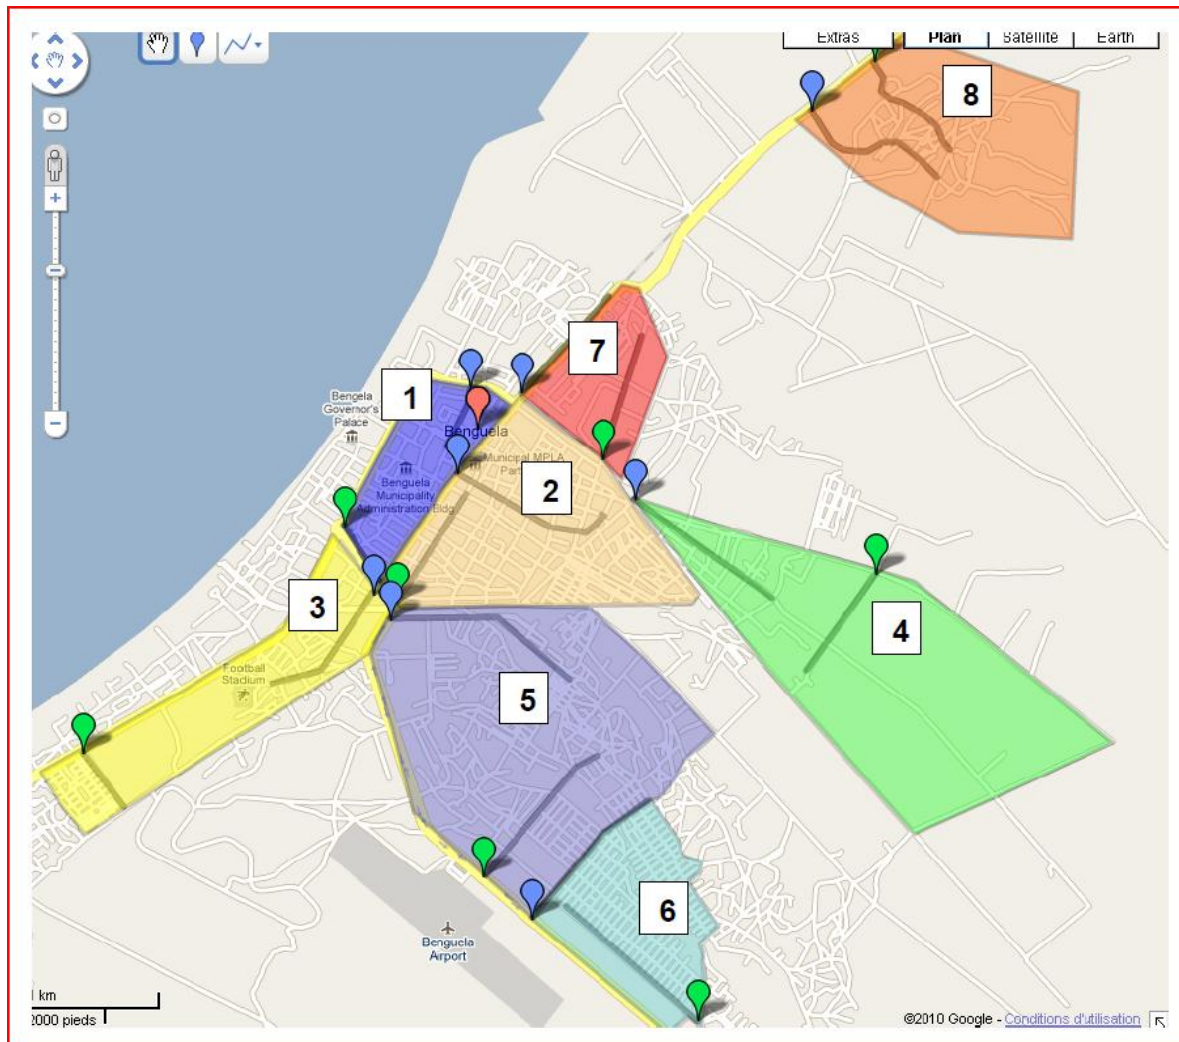 Extras
Plan
Satellite
Earth
8
7
1
Bengela
Governor's
Palace
Benguela
Municipal MPLA
Benguela
Municipality
Administration Bldg
2
3
4
Football
Stadium
5
6
Benguela
Airport
1 km
2000 pieds
©2010 Google - Conditions d'utilisation